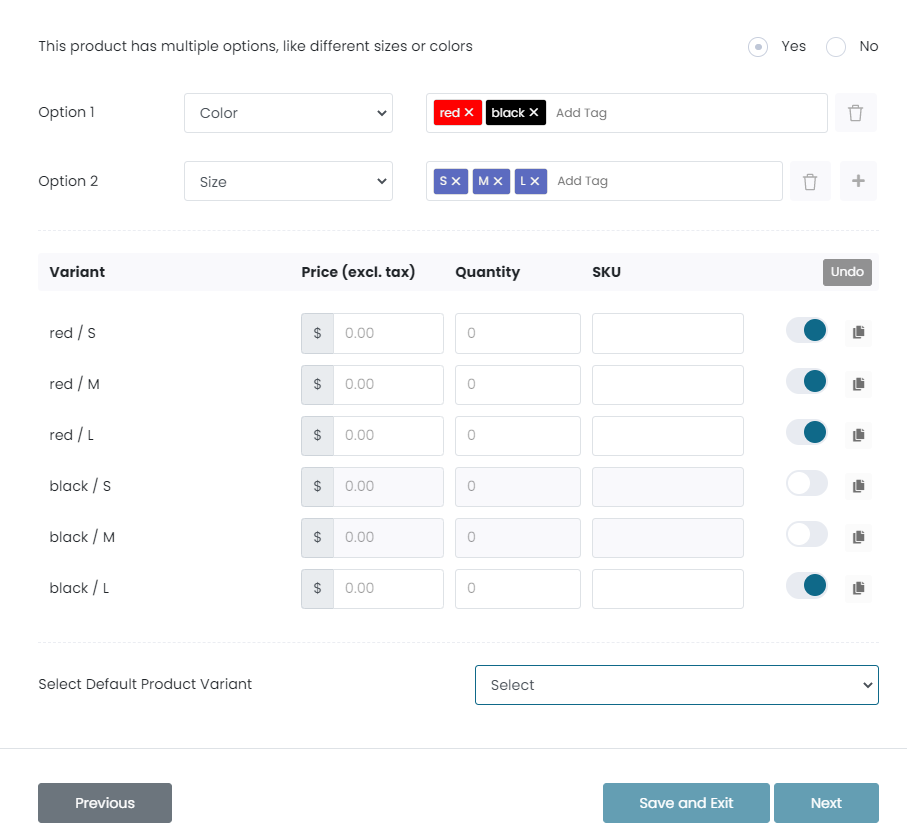 This product has multiple options, like different sizes or colors Yes No
Option 1 Color red × black × Add Tag
Option 2 Size S × M × L × Add Tag
Variant Price (excl. tax) Quantity SKU Undo
red / S $ 0.00 0
red / M $ 0.00 0
red / L $ 0.00 0
black / S $ 0.00 0
black / M $ 0.00 0
black / L $ 0.00 0
Select Default Product Variant Select
Previous Save and Exit Next